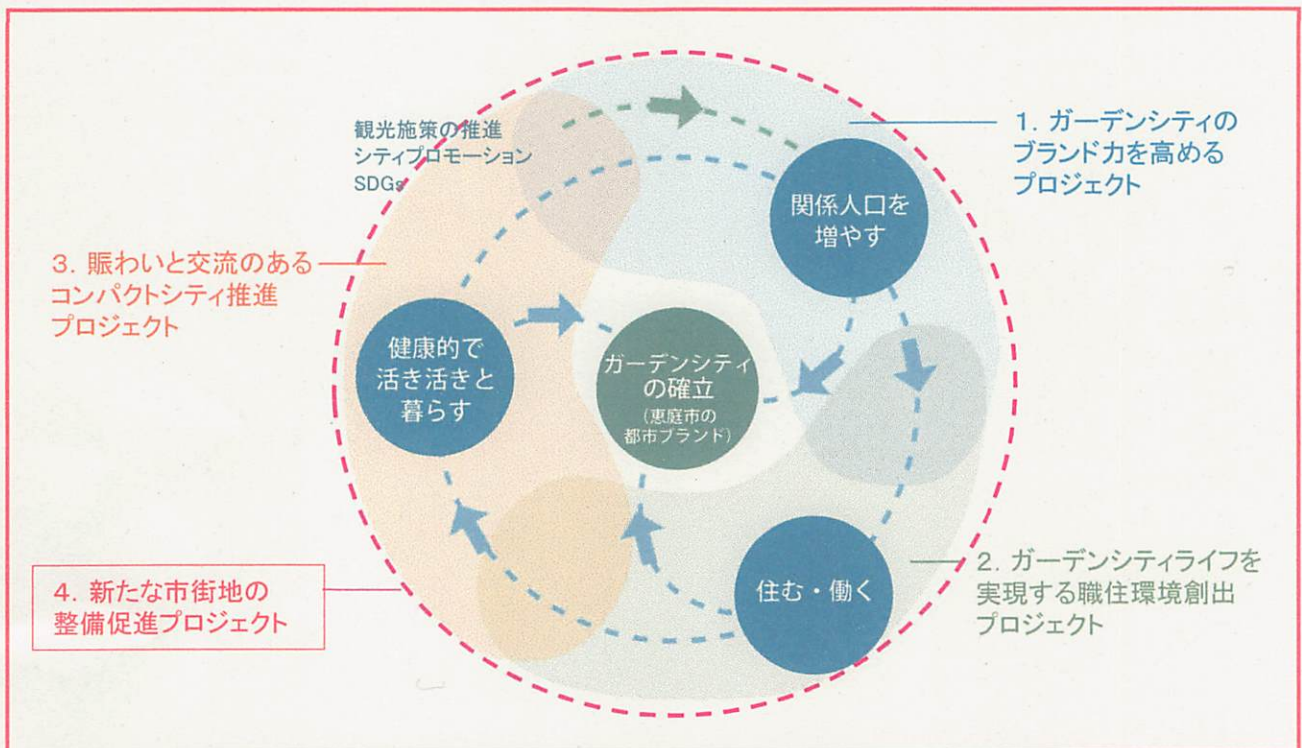 観光施策の推進
シティプロモーション
SDGs
1. ガーデンシティの
ブランド力を高める
プロジェクト
関係人口を
増やす
3. 賑わいと交流のある
コンパクトシティ推進
プロジェクト
健康的で
活き活きと
暮らす
ガーデンシティ
の確立
(恵庭市の
都市ブランド)
4. 新たな市街地の
整備促進プロジェクト
住む・働く
2. ガーデンシティライフを
実現する職住環境創出
プロジェクト